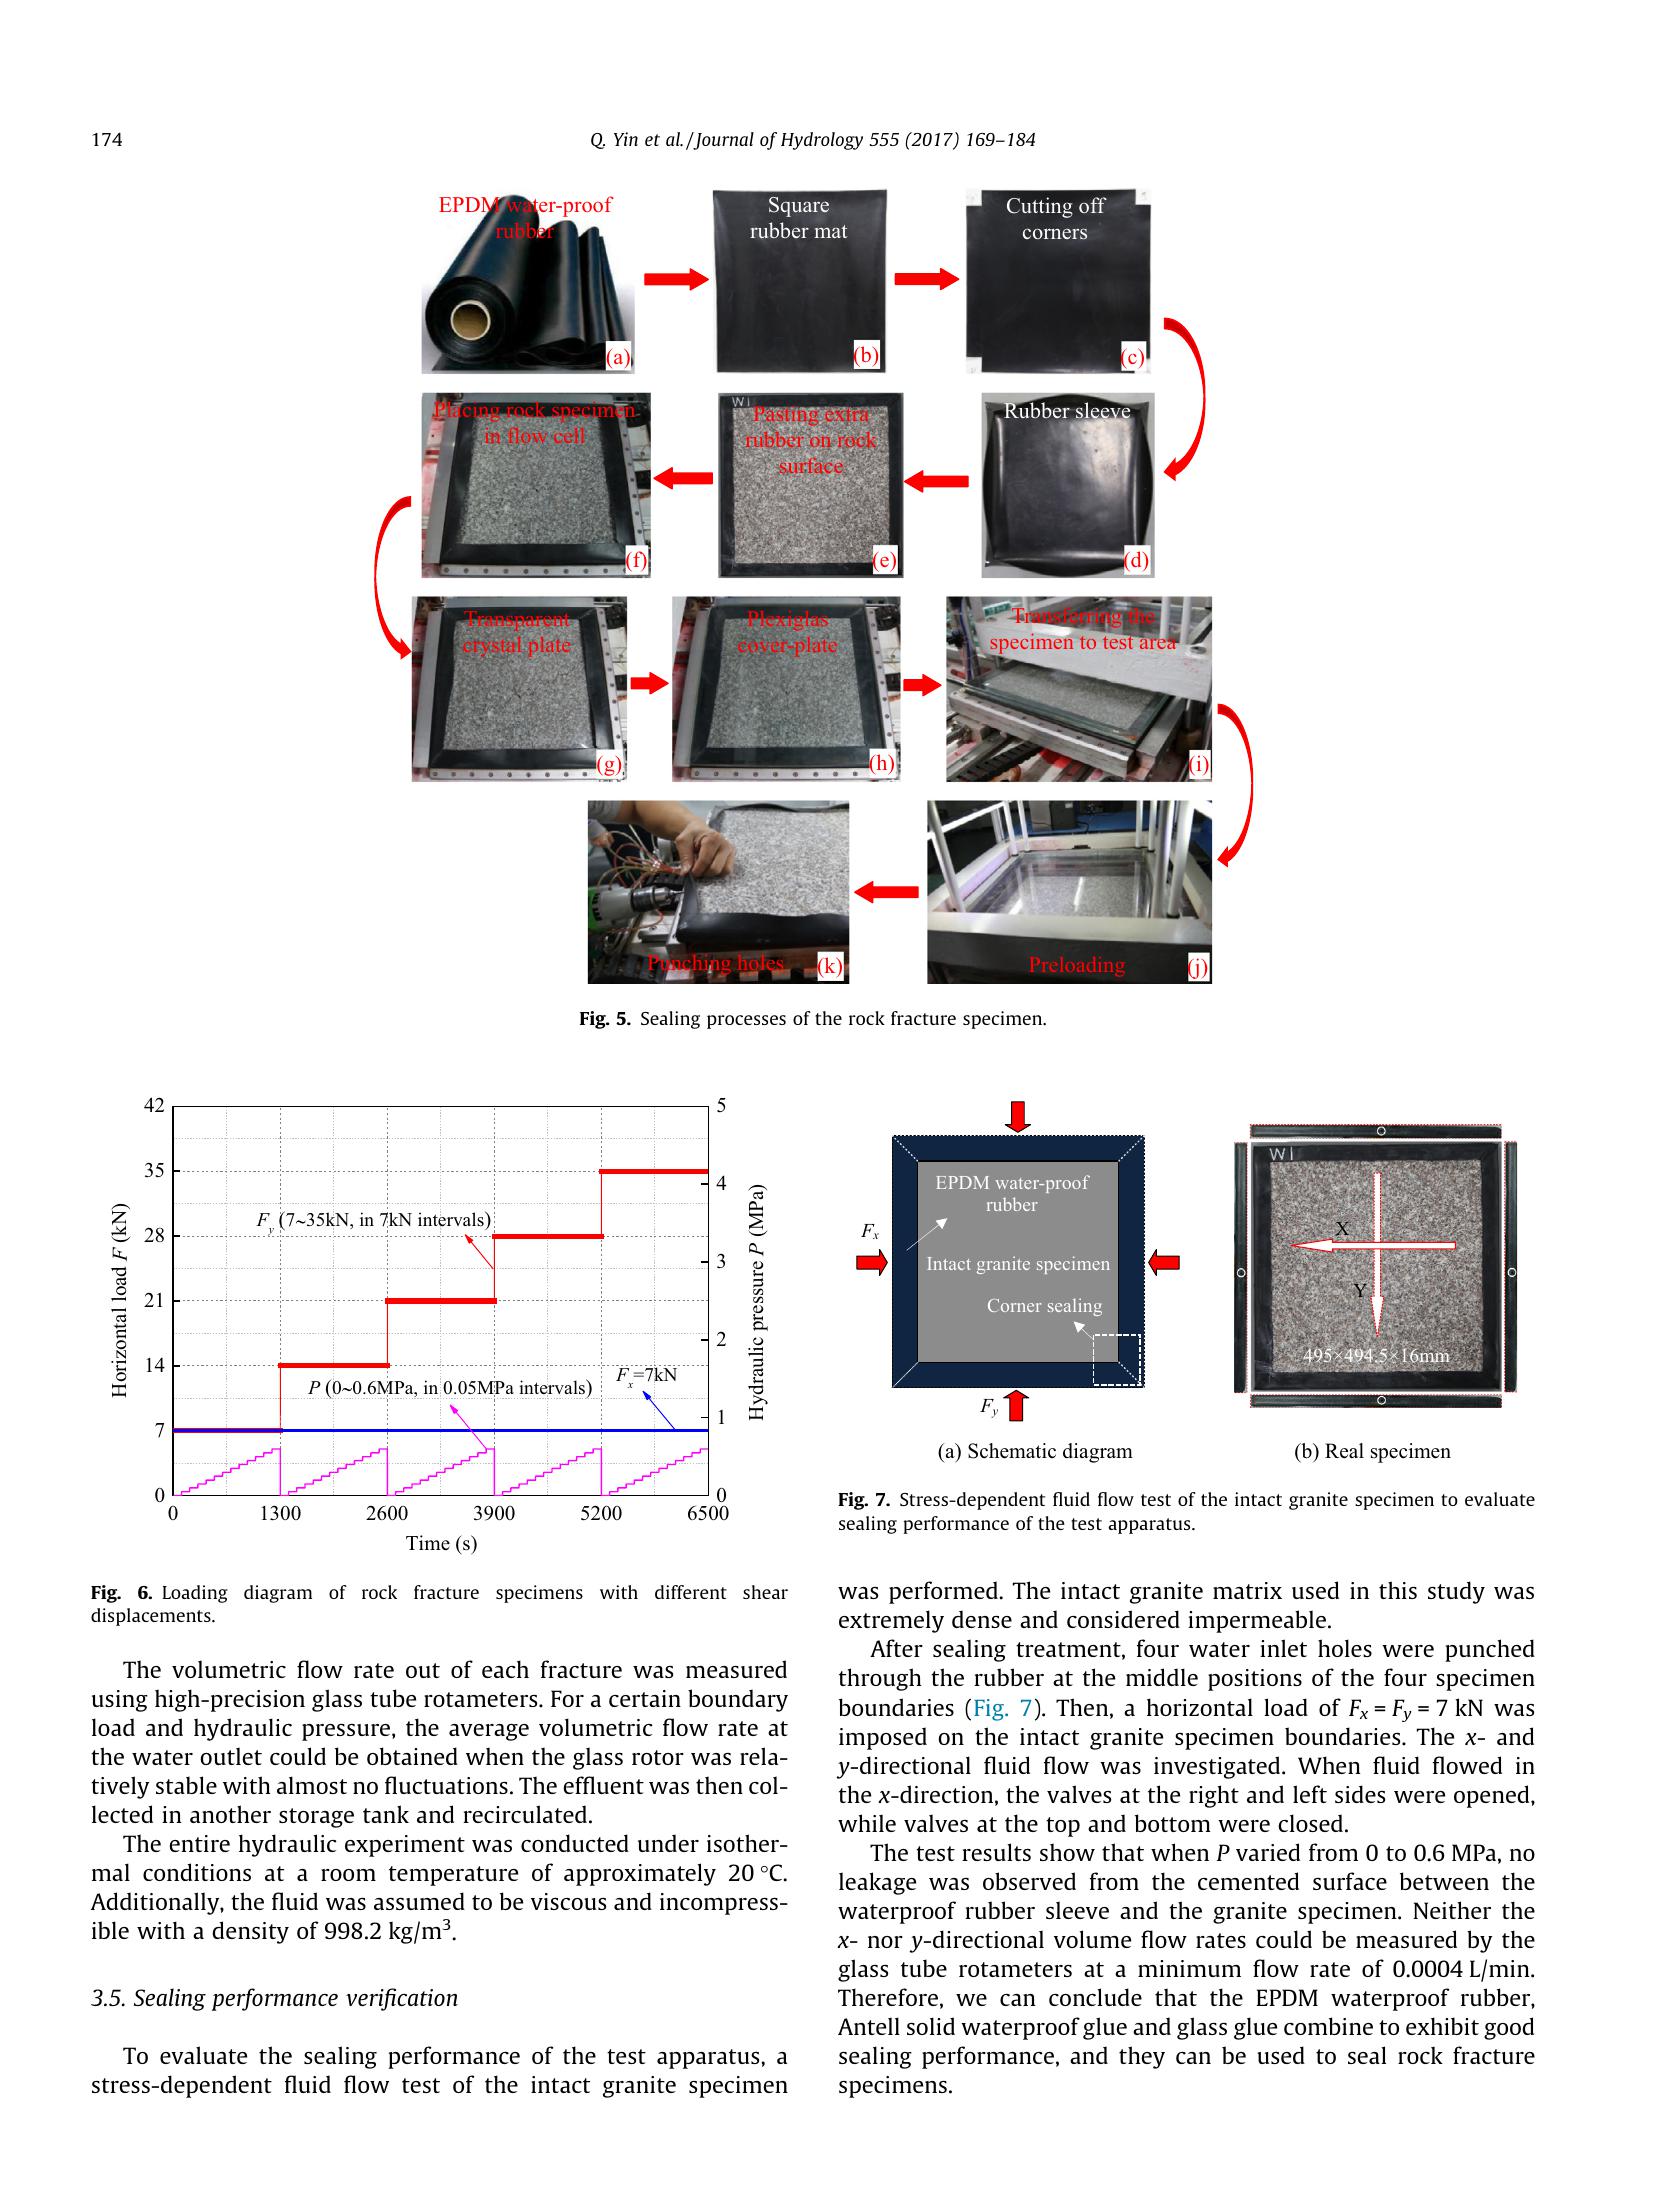 174
Q. Yin et al. / Journal of Hydrology 555 (2017) 169–184
EPDM water-proof
rubber
(a)
Square
rubber mat
(b)
Cutting off
corners
(c)
Placing rock specimen
in flow cell
(f)
W1
Pasting extra
rubber on rock
surface
(e)
Rubber sleeve
(d)
Transparent
crystal plate
(g)
Plexiglas
cover-plate
(h)
Transferring the
specimen to test area
(i)
Punching holes
(k)
Preloading
(j)
Fig. 5. Sealing processes of the rock fracture specimen.
42
35
28
21
14
7
0
Horizontal load F (kN)
5
4
3
2
1
0
Hydraulic pressure P (MPa)
Fy (7~35kN, in 7kN intervals)
P (0~0.6MPa, in 0.05MPa intervals)
Fx=7kN
0 1300 2600 3900 5200 6500
Time (s)
Fig. 6. Loading diagram of rock fracture specimens with different shear
displacements.
The volumetric flow rate out of each fracture was measured
using high-precision glass tube rotameters. For a certain boundary
load and hydraulic pressure, the average volumetric flow rate at
the water outlet could be obtained when the glass rotor was rela-
tively stable with almost no fluctuations. The effluent was then col-
lected in another storage tank and recirculated.
The entire hydraulic experiment was conducted under isother-
mal conditions at a room temperature of approximately 20 °C.
Additionally, the fluid was assumed to be viscous and incompress-
ible with a density of 998.2 kg/m³.
3.5. Sealing performance verification
To evaluate the sealing performance of the test apparatus, a
stress-dependent fluid flow test of the intact granite specimen
EPDM water-proof
rubber
Fx
Intact granite specimen
Corner sealing
Fy
(a) Schematic diagram
W1
X
Y
495×494.5×16mm
(b) Real specimen
Fig. 7. Stress-dependent fluid flow test of the intact granite specimen to evaluate
sealing performance of the test apparatus.
was performed. The intact granite matrix used in this study was
extremely dense and considered impermeable.
After sealing treatment, four water inlet holes were punched
through the rubber at the middle positions of the four specimen
boundaries (Fig. 7). Then, a horizontal load of Fx = Fy = 7 kN was
imposed on the intact granite specimen boundaries. The x- and
y-directional fluid flow was investigated. When fluid flowed in
the x-direction, the valves at the right and left sides were opened,
while valves at the top and bottom were closed.
The test results show that when P varied from 0 to 0.6 MPa, no
leakage was observed from the cemented surface between the
waterproof rubber sleeve and the granite specimen. Neither the
x- nor y-directional volume flow rates could be measured by the
glass tube rotameters at a minimum flow rate of 0.0004 L/min.
Therefore, we can conclude that the EPDM waterproof rubber,
Antell solid waterproof glue and glass glue combine to exhibit good
sealing performance, and they can be used to seal rock fracture
specimens.